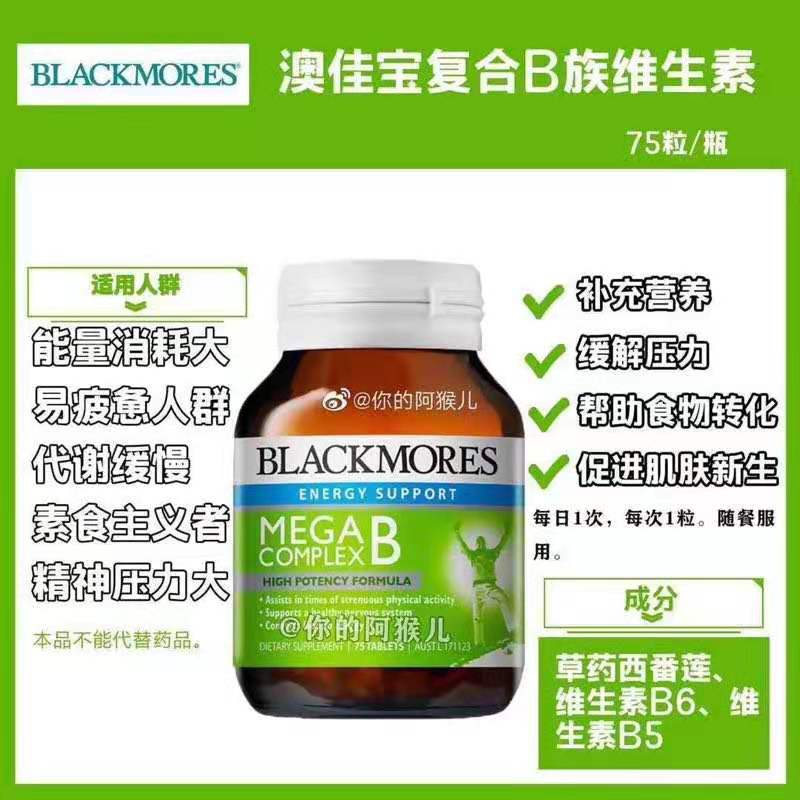 BLACKMORES®
澳佳宝复合B族维生素
75粒/瓶
适用人群
能量消耗大
易疲惫人群
代谢缓慢
素食主义者
精神压力大
本品不能代替药品。
@你的阿猴儿
BLACKMORES
ENERGY SUPPORT
MEGA B
COMPLEX
HIGH POTENCY FORMULA
• Assists in times of strenuous physical activity
• Supports a healthy nervous system
@你的阿猴儿
DIETARY SUPPLEMENT | 75 TABLETS | AUST L 171123
补充营养
缓解压力
帮助食物转化
促进肌肤新生
每日1次，每次1粒。随餐服
用。
成分
草药西番莲、
维生素B6、维
生素B5